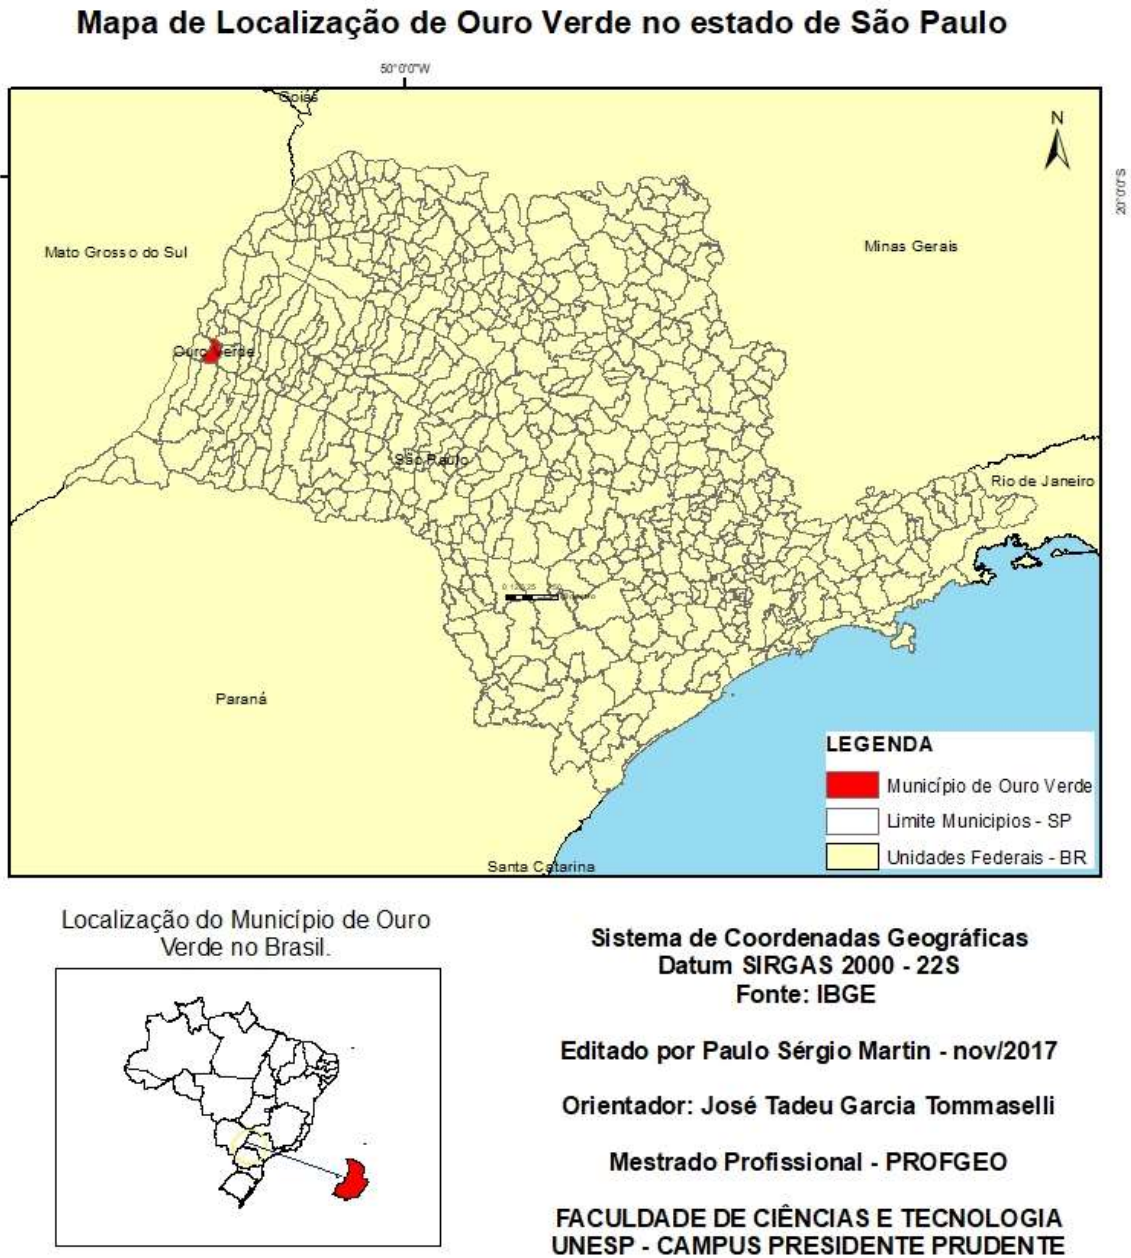 Mapa de Localização de Ouro Verde no estado de São Paulo
50°0'0"W
Goiás
N
20°0'0"S
Mato Grosso do Sul
Minas Gerais
Ouro Verde
São Paulo
Rio de Janeiro
Paraná
LEGENDA
Município de Ouro Verde
Limite Municipios - SP
Unidades Federais - BR
Santa Catarina
Localização do Município de Ouro
Verde no Brasil.
Sistema de Coordenadas Geográficas
Datum SIRGAS 2000 - 22S
Fonte: IBGE
Editado por Paulo Sérgio Martin - nov/2017
Orientador: José Tadeu Garcia Tommaselli
Mestrado Profissional - PROFGEO
FACULDADE DE CIÊNCIAS E TECNOLOGIA
UNESP - CAMPUS PRESIDENTE PRUDENTE